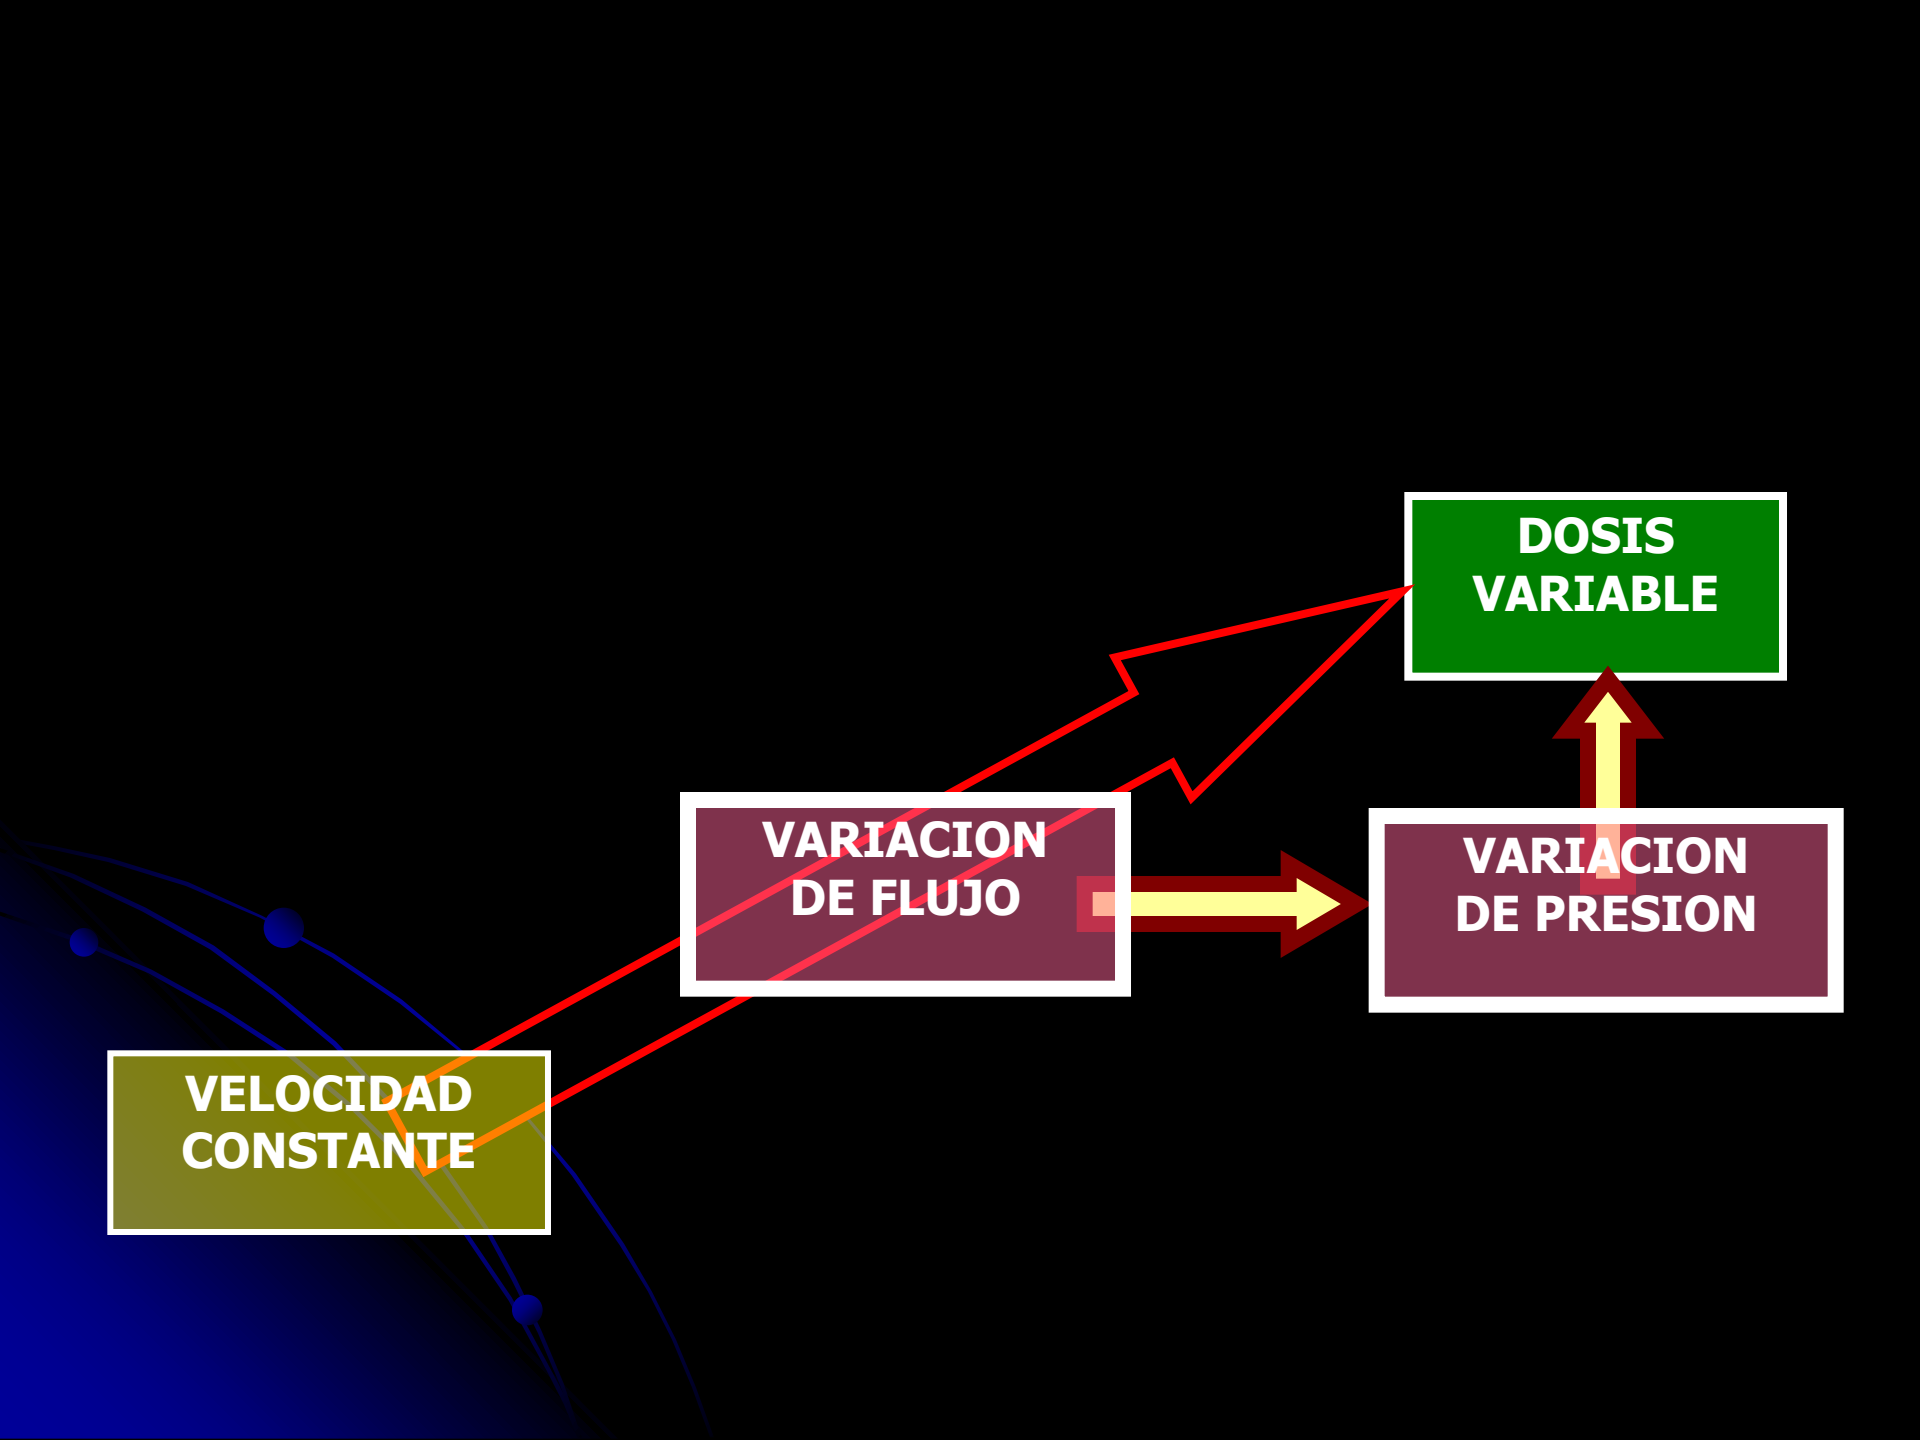 DOSIS
VARIABLE
VARIACION
DE FLUJO
VARIACION
DE PRESION
VELOCIDAD
CONSTANTE